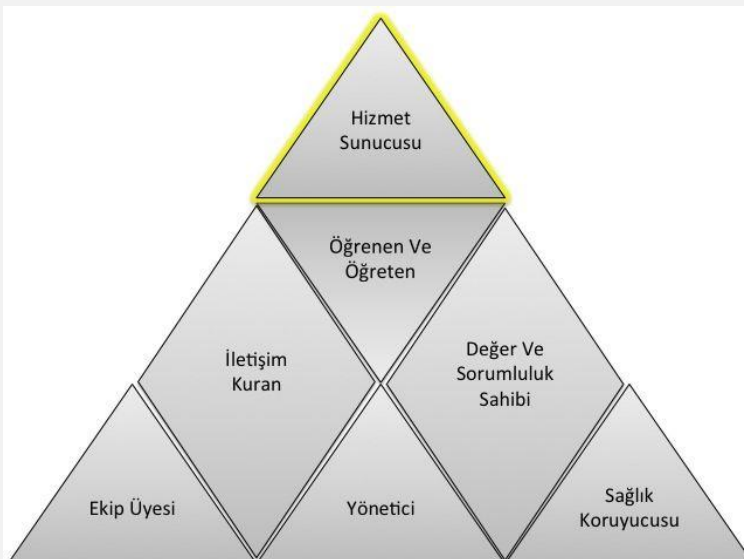 Hizmet
Sunucusu
Öğrenen Ve
Öğreten
İletişim
Kuran
Değer Ve
Sorumluluk
Sahibi
Ekip Üyesi
Yönetici
Sağlık
Koruyucusu